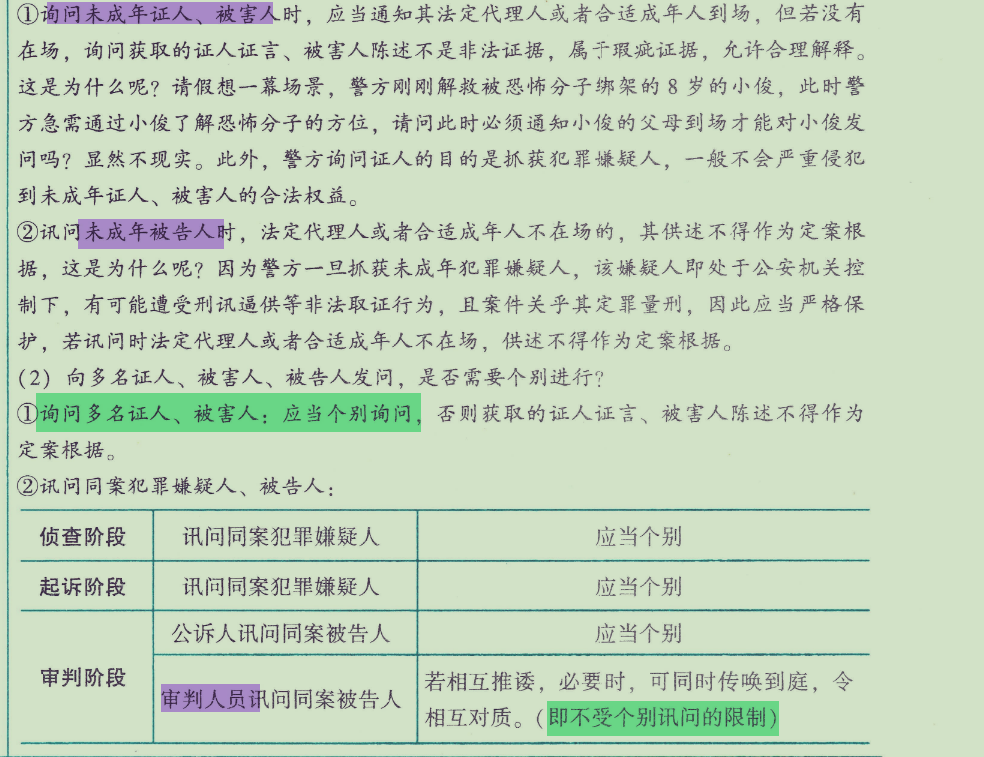 ①询问未成年证人、被害人时，应当通知其法定代理人或者合适成年人到场，但若没有
在场，询问获取的证人证言、被害人陈述不是非法证据，属于瑕疵证据，允许合理解释。
这是为什么呢？请假想一幕场景，警方刚刚解救被恐怖分子绑架的8岁的小俊，此时警
方急需通过小俊了解恐怖分子的方位，请问此时必须通知小俊的父母到场才能对小俊发
问吗？显然不现实。此外，警方询问证人的目的是抓获犯罪嫌疑人，一般不会严重侵犯
到未成年证人、被害人的合法权益。
②讯问未成年被告人时，法定代理人或者合适成年人不在场的，其供述不得作为定案根
据，这是为什么呢？因为警方一旦抓获未成年犯罪嫌疑人，该嫌疑人即处于公安机关控
制下，有可能遭受刑讯逼供等非法取证行为，且案件关乎其定罪量刑，因此应当严格保
护，若讯问时法定代理人或者合适成年人不在场，供述不得作为定案根据。
(2) 向多名证人、被害人、被告人发问，是否需要个别进行？
①询问多名证人、被害人：应当个别询问，否则获取的证人证言、被害人陈述不得作为
定案根据。
②讯问同案犯罪嫌疑人、被告人：
侦查阶段 讯问同案犯罪嫌疑人 应当个别
起诉阶段 讯问同案犯罪嫌疑人 应当个别
审判阶段 公诉人讯问同案被告人 应当个别
审判人员讯问同案被告人 若相互推诿，必要时，可同时传唤到庭，令
相互对质。(即不受个别讯问的限制)